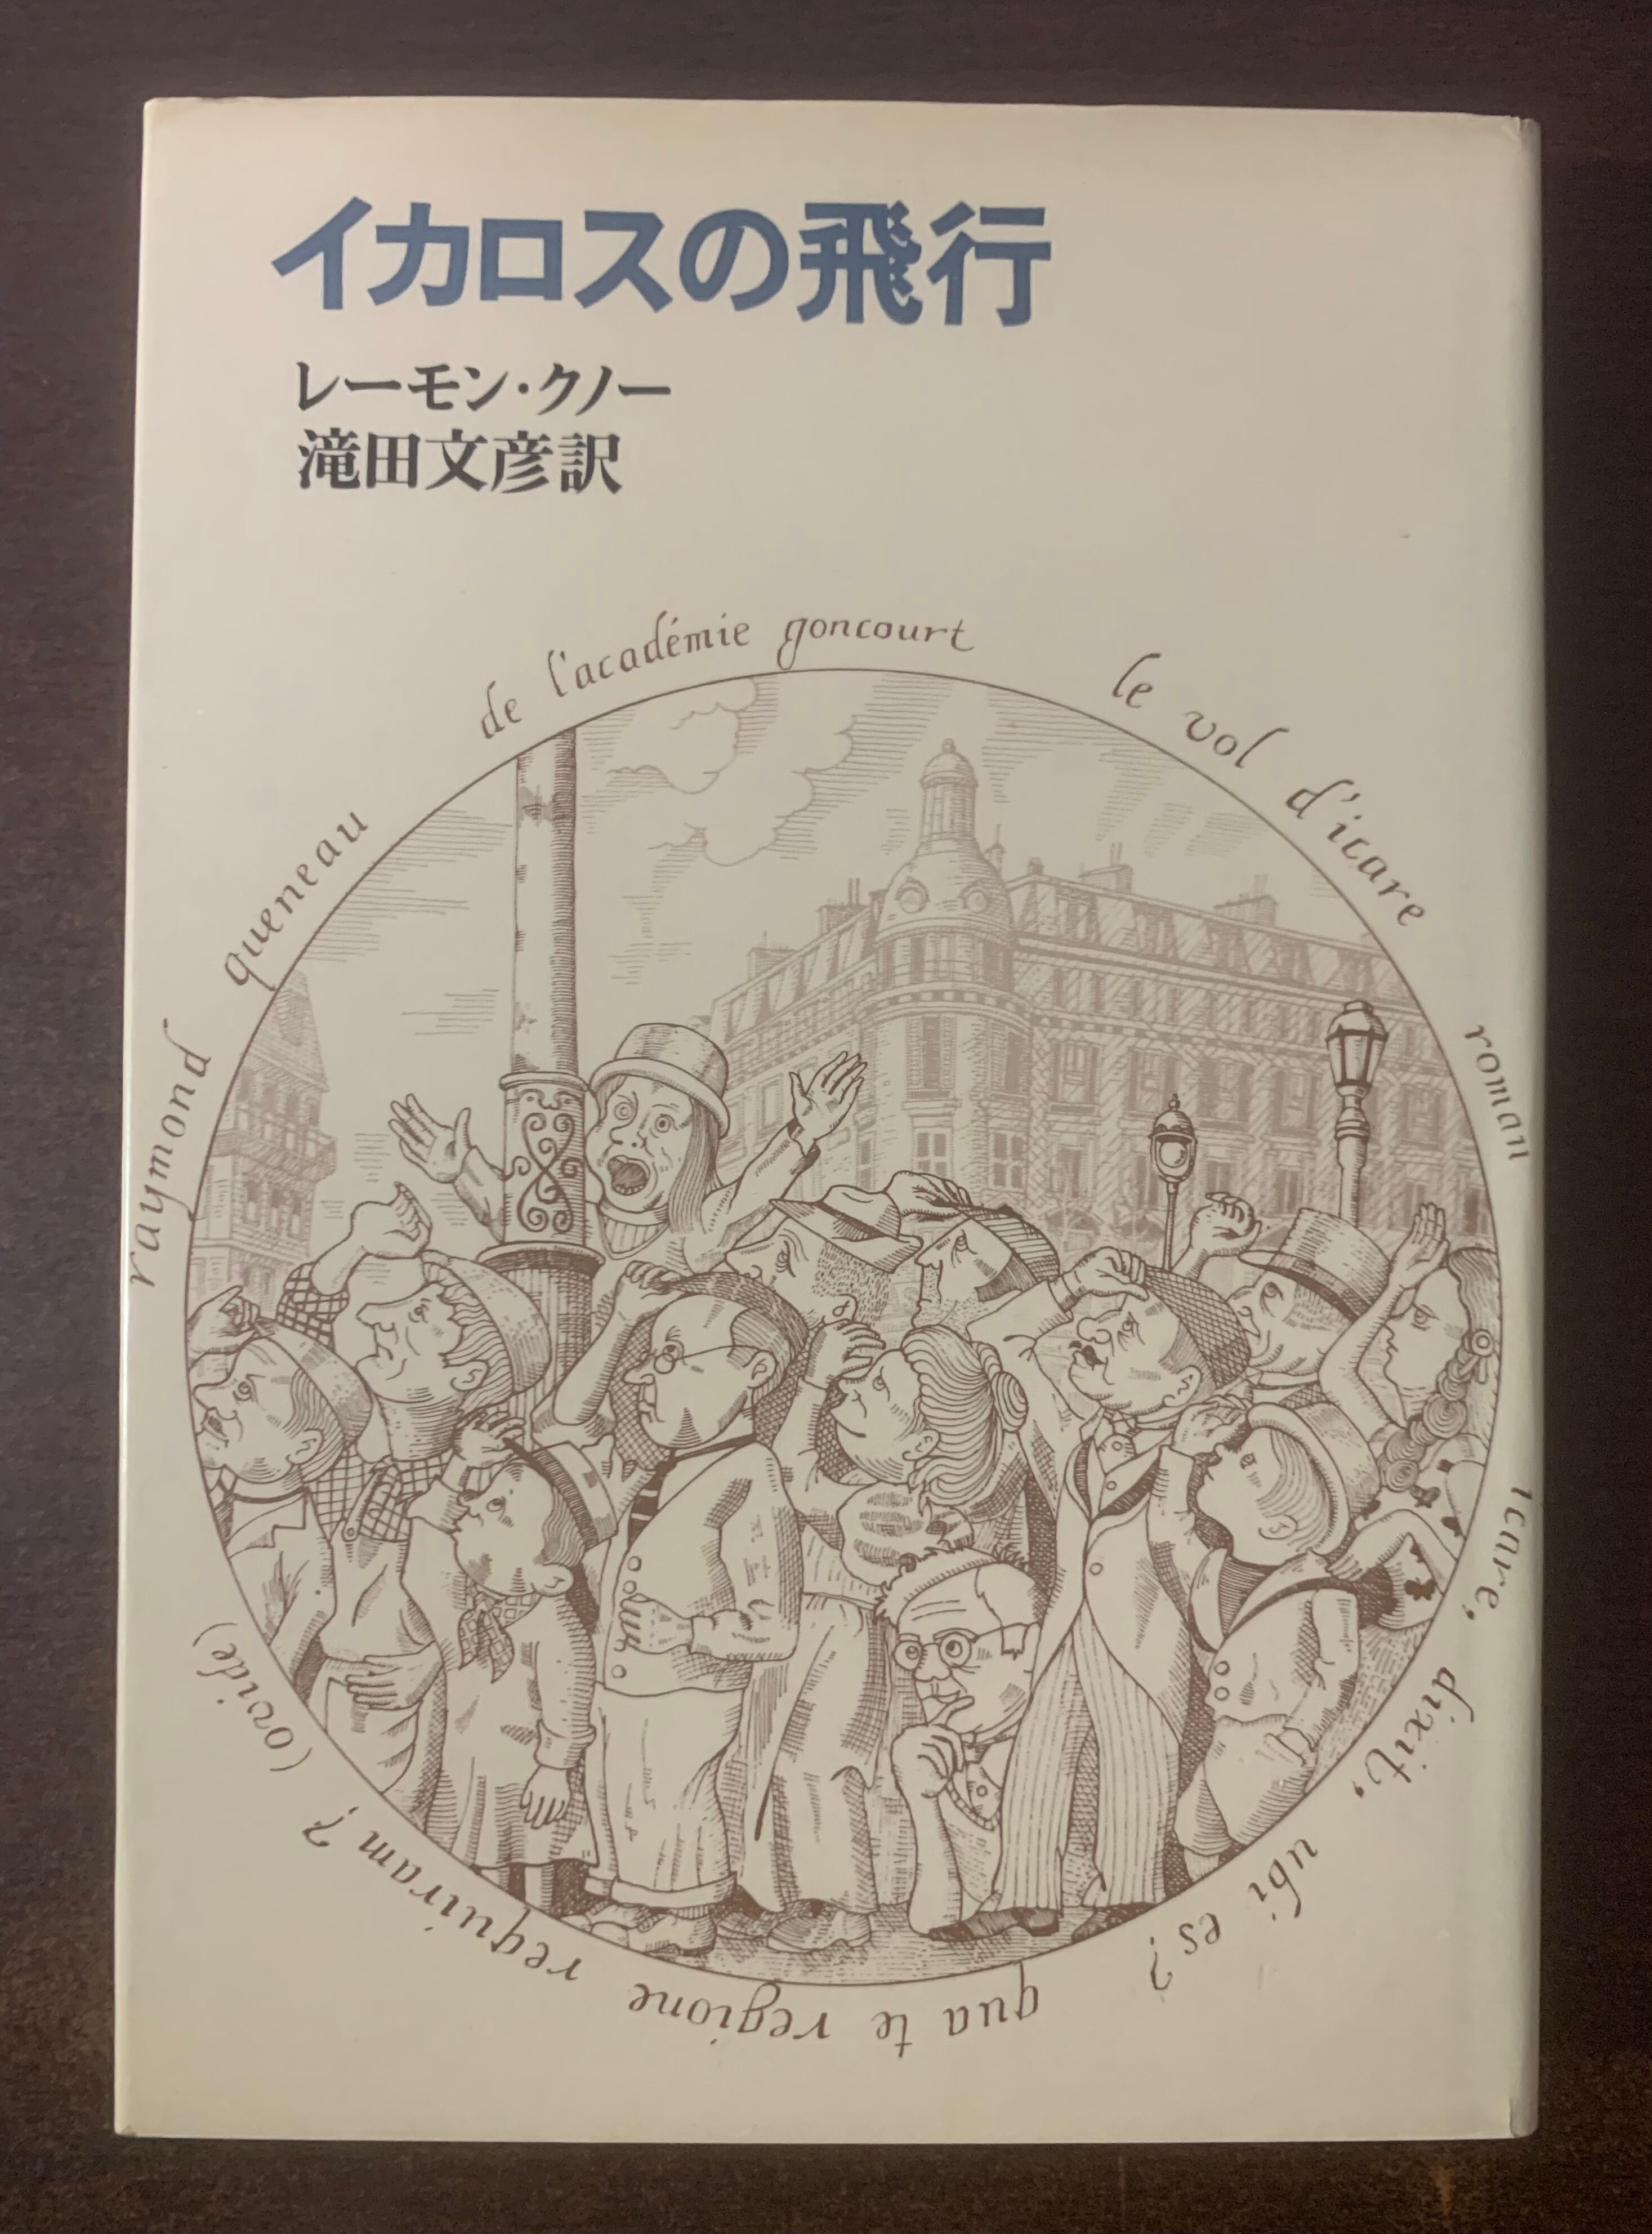 イカロスの飛行
レーモン・クノー
滝田文彦訳
raymond queneau de l'académie goncourt le vol d'icare roman icare, dixit, ubi es? qua te regione requiram? (ovide)